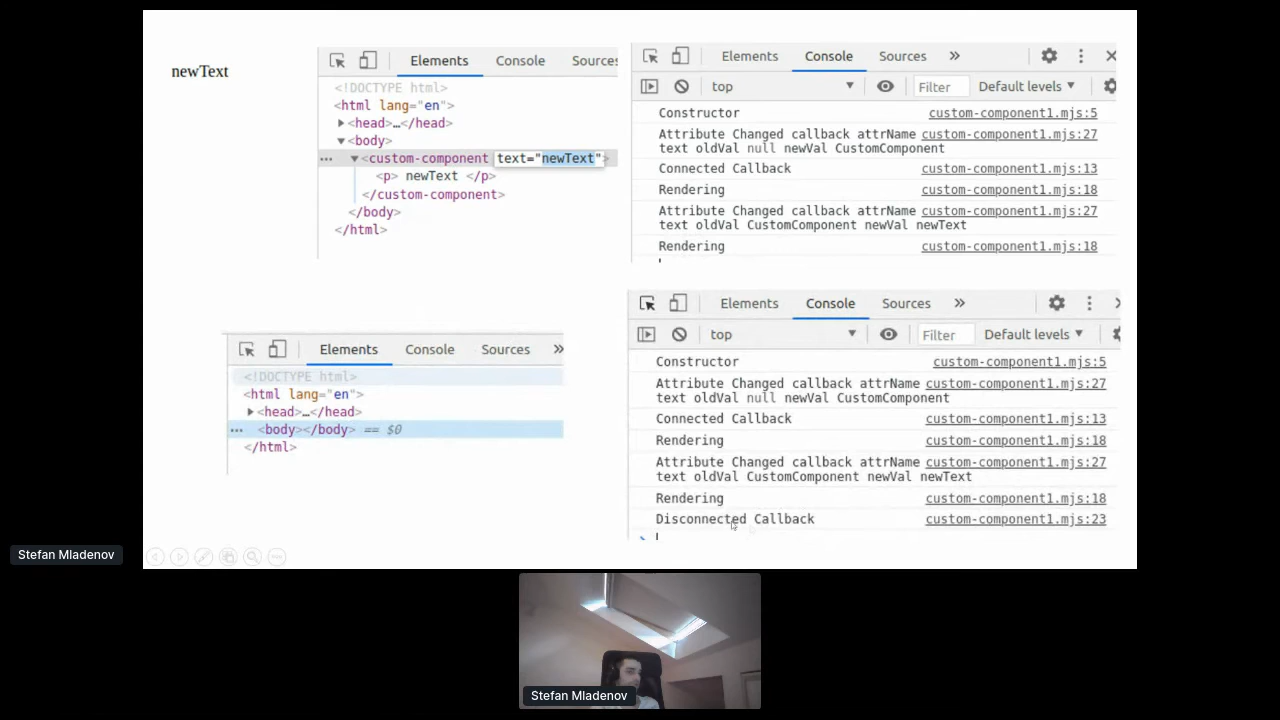 newText
Elements Console Sources
<!DOCTYPE html>
<html lang="en">
<head>…</head>
<body>
<custom-component text="newText">
<p> newText </p>
</custom-component>
</body>
</html>
Elements Console Sources
top Filter Default levels
Constructor custom-component1.mjs:5
Attribute Changed callback attrName custom-component1.mjs:27
text oldVal null newVal CustomComponent
Connected Callback custom-component1.mjs:13
Rendering custom-component1.mjs:18
Attribute Changed callback attrName custom-component1.mjs:27
text oldVal CustomComponent newVal newText
Rendering custom-component1.mjs:18
Elements Console Sources
<!DOCTYPE html>
<html lang="en">
<head>…</head>
<body></body> == $0
</html>
Elements Console Sources
top Filter Default levels
Constructor custom-component1.mjs:5
Attribute Changed callback attrName custom-component1.mjs:27
text oldVal null newVal CustomComponent
Connected Callback custom-component1.mjs:13
Rendering custom-component1.mjs:18
Attribute Changed callback attrName custom-component1.mjs:27
text oldVal CustomComponent newVal newText
Rendering custom-component1.mjs:18
Disconnected Callback custom-component1.mjs:23
Stefan Mladenov
Stefan Mladenov